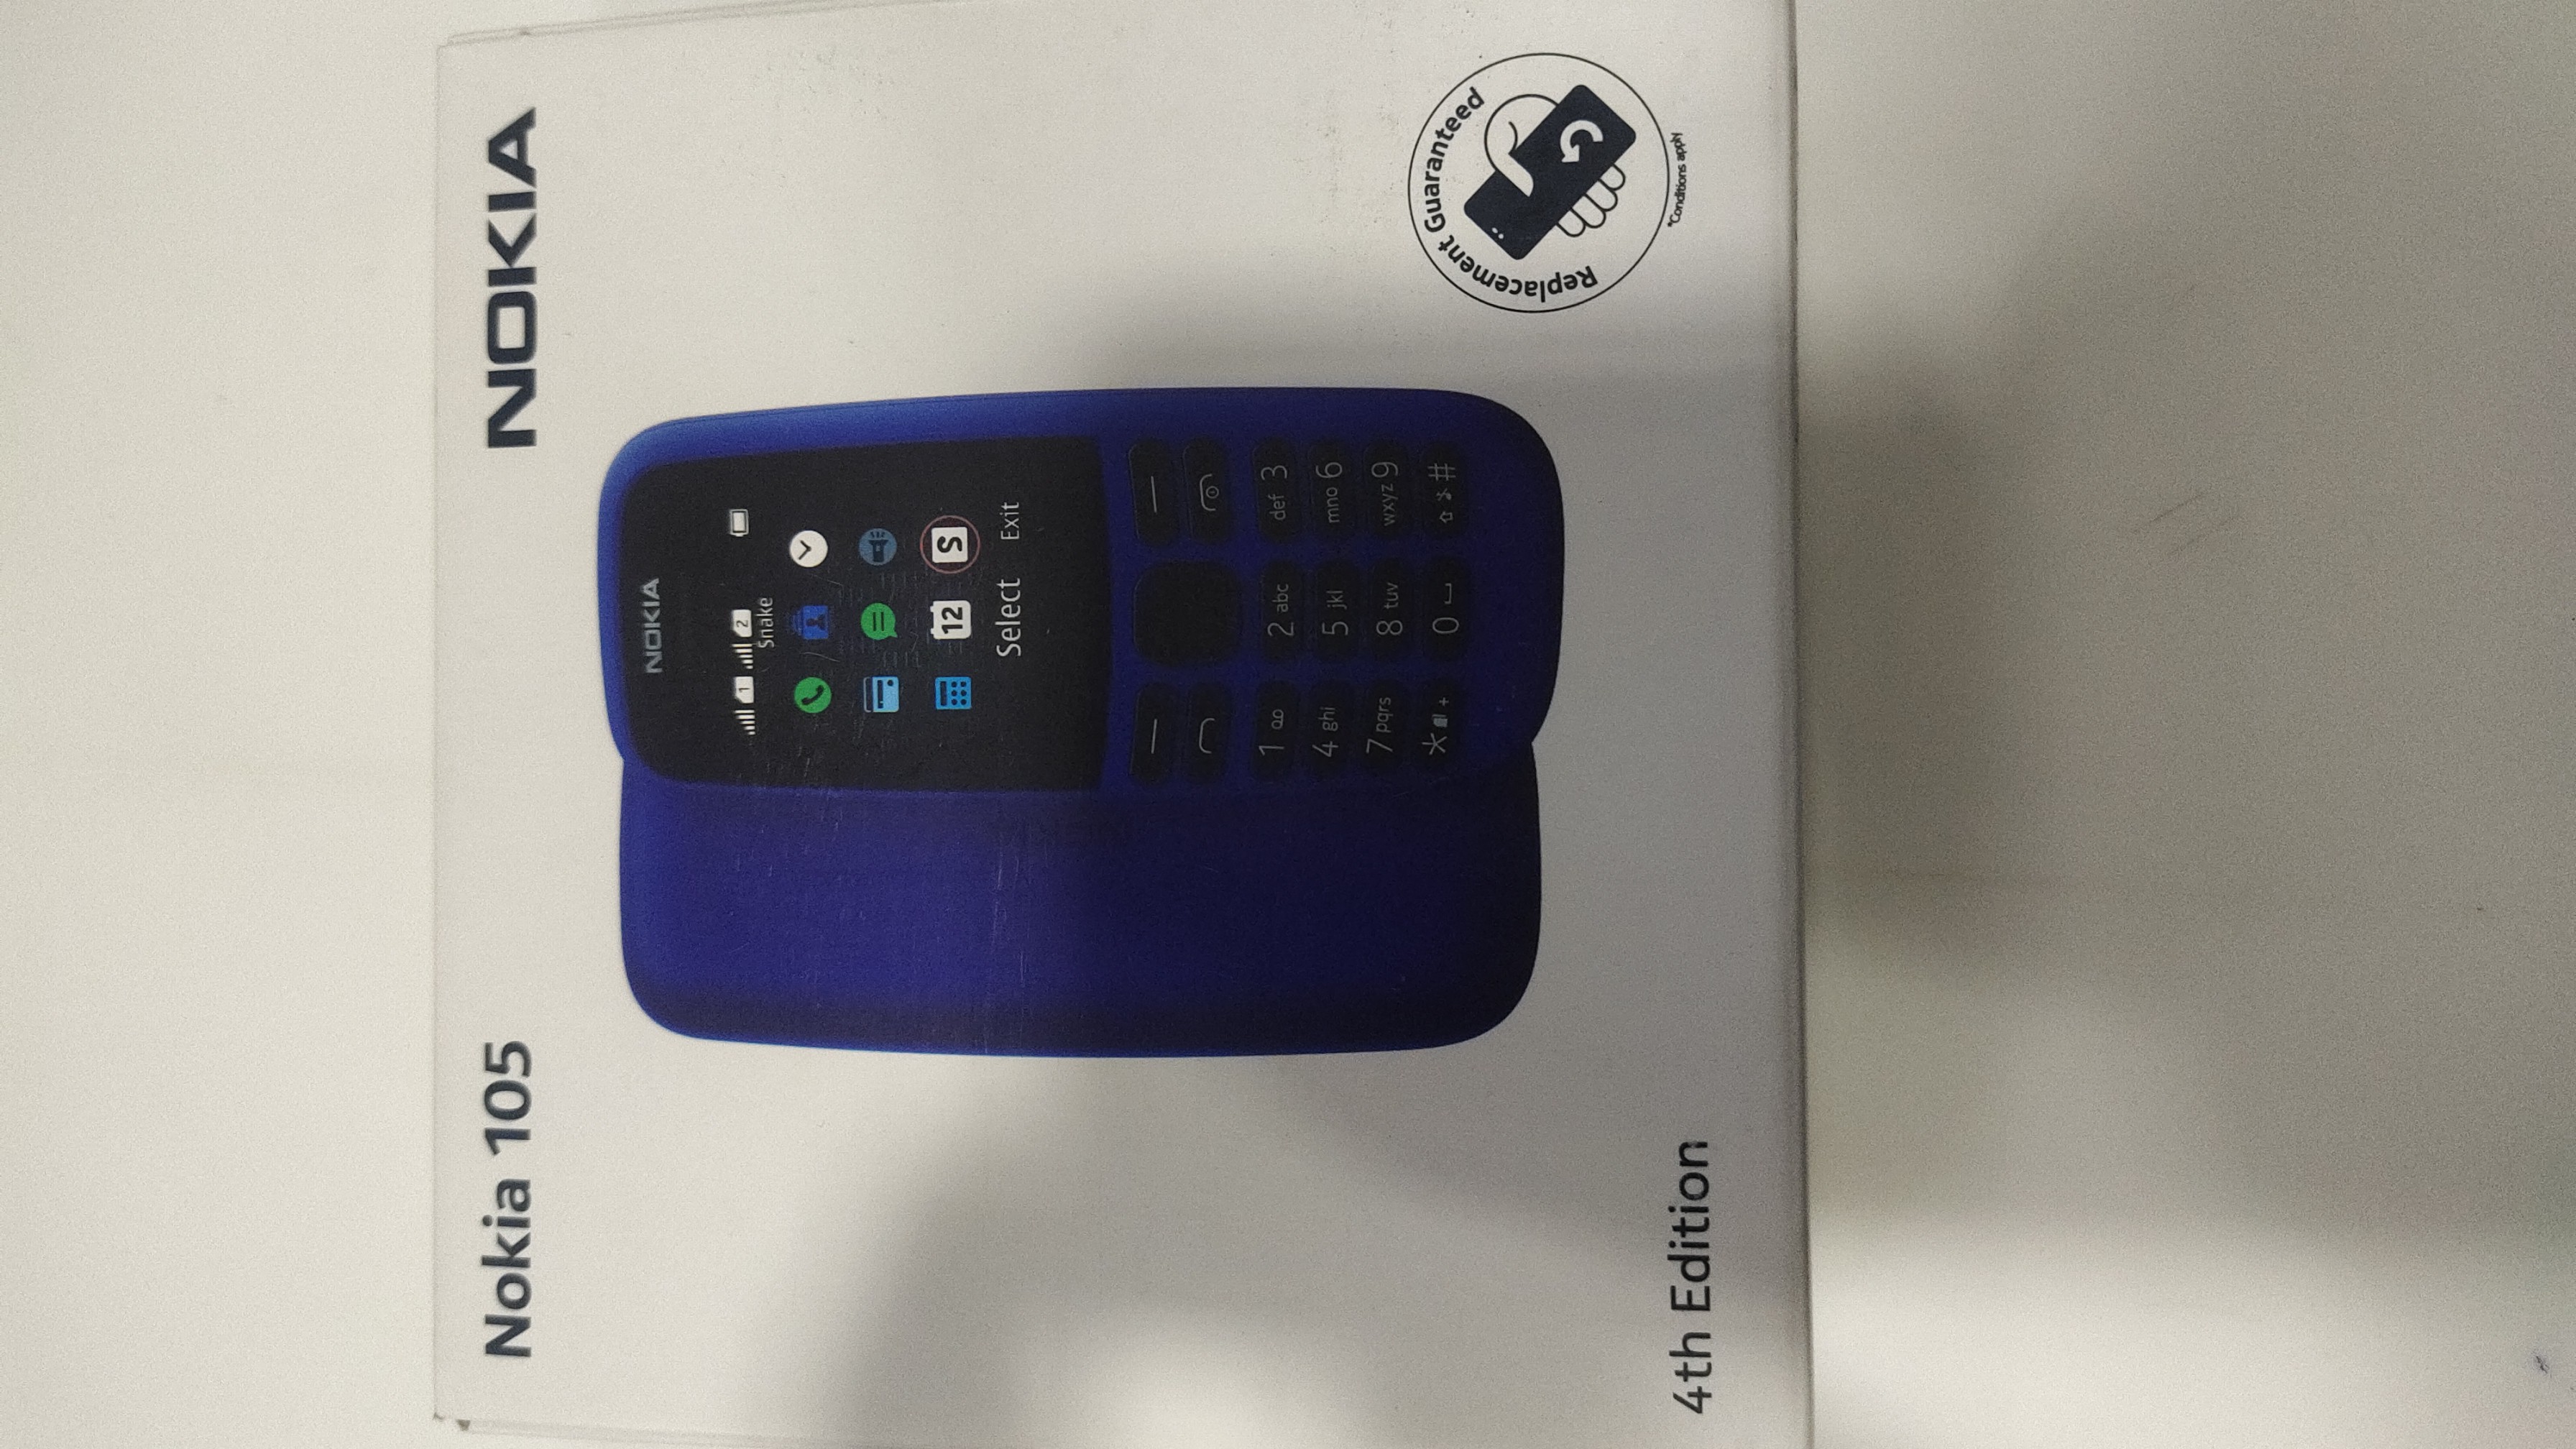 Nokia 105
NOKIA
NOKIA
1 2
Snake
12 S
Select Exit
1 2 abc def 3
4 ghi 5 jkl mno 6
7 pqrs 8 tuv wxyz 9
* + 0 #
Replacement Guaranteed
*Conditions apply
4th Edition